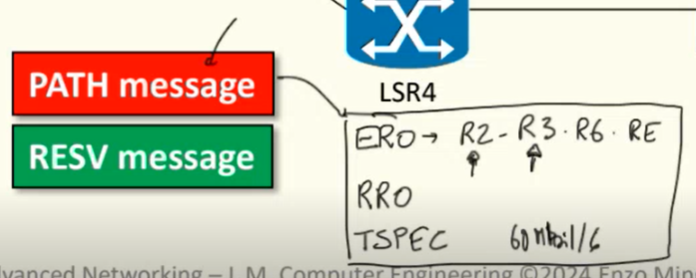 LSR4
PATH message
RESV message
ERO → R2 - R3 · R6 · RE
RRO
TSPEC 60
Advanced Networking – L.M. Computer Engineering ©2024 Enzo